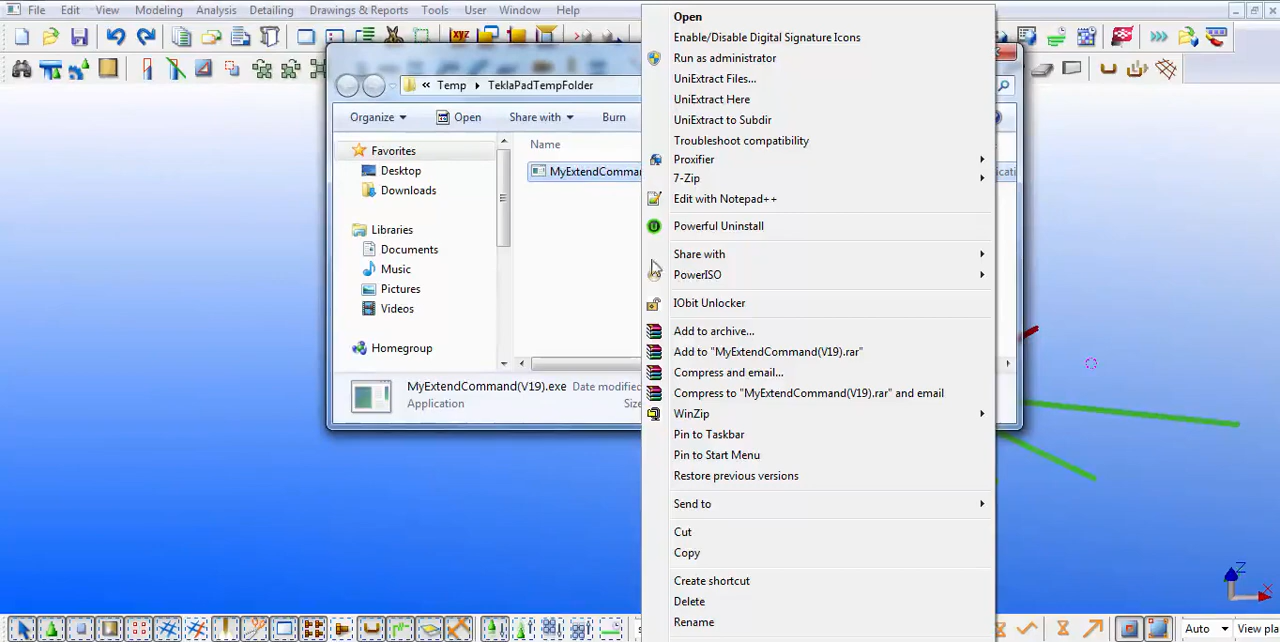 File Edit View Modeling Analysis Detailing Drawings & Reports Tools User Window Help
xyz
« Temp TeklaPadTempFolder
Organize Open Share with Burn
Favorites
Desktop
Downloads
Libraries
Documents
Music
Pictures
Videos
Homegroup
Name
MyExtendComma
MyExtendCommand(V19).exe Date modified
Application
Open
Enable/Disable Digital Signature Icons
Run as administrator
UniExtract Files...
UniExtract Here
UniExtract to Subdir
Troubleshoot compatibility
Proxifier
7-Zip
Edit with Notepad++
Powerful Uninstall
Share with
PowerISO
IObit Unlocker
Add to archive...
Add to "MyExtendCommand(V19).rar"
Compress and email...
Compress to "MyExtendCommand(V19).rar" and email
WinZip
Pin to Taskbar
Pin to Start Menu
Restore previous versions
Send to
Cut
Copy
Create shortcut
Delete
Rename
Z
X
Auto View pla